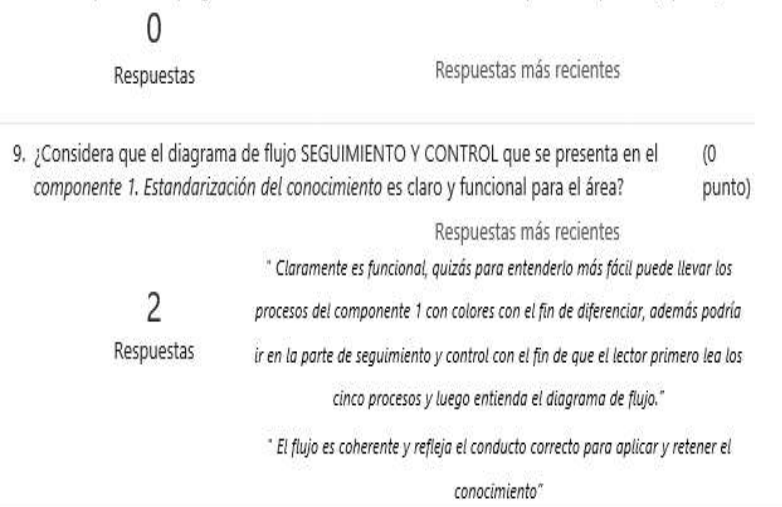 0
Respuestas
Respuestas más recientes
9. ¿Considera que el diagrama de flujo SEGUIMIENTO Y CONTROL que se presenta en el (0
componente 1. Estandarización del conocimiento es claro y funcional para el área? punto)
Respuestas más recientes
2
Respuestas
" Claramente es funcional, quizás para entenderlo más fácil puede llevar los
procesos del componente 1 con colores con el fin de diferenciar, además podría
ir en la parte de seguimiento y control con el fin de que el lector primero lea los
cinco procesos y luego entienda el diagrama de flujo."
" El flujo es coherente y refleja el conducto correcto para aplicar y retener el
conocimiento"